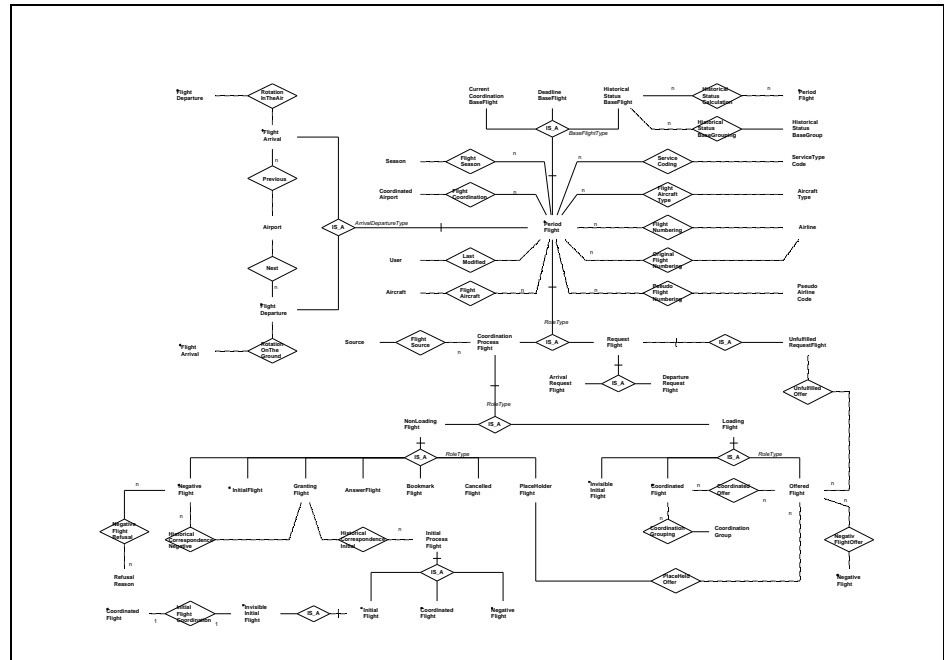 *Flight
Departure
Rotation
InTheAir
Current
Coordination
BaseFlight
Deadline
BaseFlight
Historical
Status
BaseFlight
n
Historical
Status
Calculation
n
*Period
Flight
*Flight
Arrival
IS_A
BaseFlightType
n
Historical
Status
BaseGrouping
Historical
Status
BaseGroup
n
Previous
Season
Flight
Season
n
n
Service
Coding
ServiceType
Code
Coordinated
Airport
Flight
Coordination
n
n
Flight
Aircraft
Type
Aircraft
Type
Airport
IS_A
ArrivalDepartureType
*Period
Flight
n
Flight
Numbering
Airline
Next
n
User
Last
Modified
n
Original
Flight
Numbering
Aircraft
Flight
Aircraft
n
n
Pseudo
Flight
Numbering
Pseudo
Airline
Code
*Flight
Departure
RoleType
*Flight
Arrival
Rotation
OnThe
Ground
Source
Flight
Source
n
Coordination
Process
Flight
IS_A
Request
Flight
IS_A
Unfulfilled
RequestFlight
Arrival
Request
Flight
IS_A
Departure
Request
Flight
Unfulfilled
Offer
RoleType
NonLoading
Flight
IS_A
Loading
Flight
IS_A
RoleType
IS_A
RoleType
n
*Negative
Flight
* InitialFlight
Granting
Flight
AnswerFlight
Bookmark
Flight
Cancelled
Flight
PlaceHolder
Flight
*Invisible
Initial
Flight
*Coordinated
Flight
n
Coordinated
Offer
n
Offered
Flight
n
n
n
n
n
Negative
Flight
Refusal
Historical
Correspondence
Negative
Historical
Correspondence
Initial
n
Initial
Process
Flight
Coordination
Grouping
Coordination
Group
Negativ
FlightOffer
n
Refusal
Reason
IS_A
PlaceHeld
Offer
n
*Negative
Flight
*Coordinated
Flight
1
Initial
Flight
Coordination
1
*Invisible
Initial
Flight
IS_A
*Initial
Flight
*Coordinated
Flight
*Negative
Flight